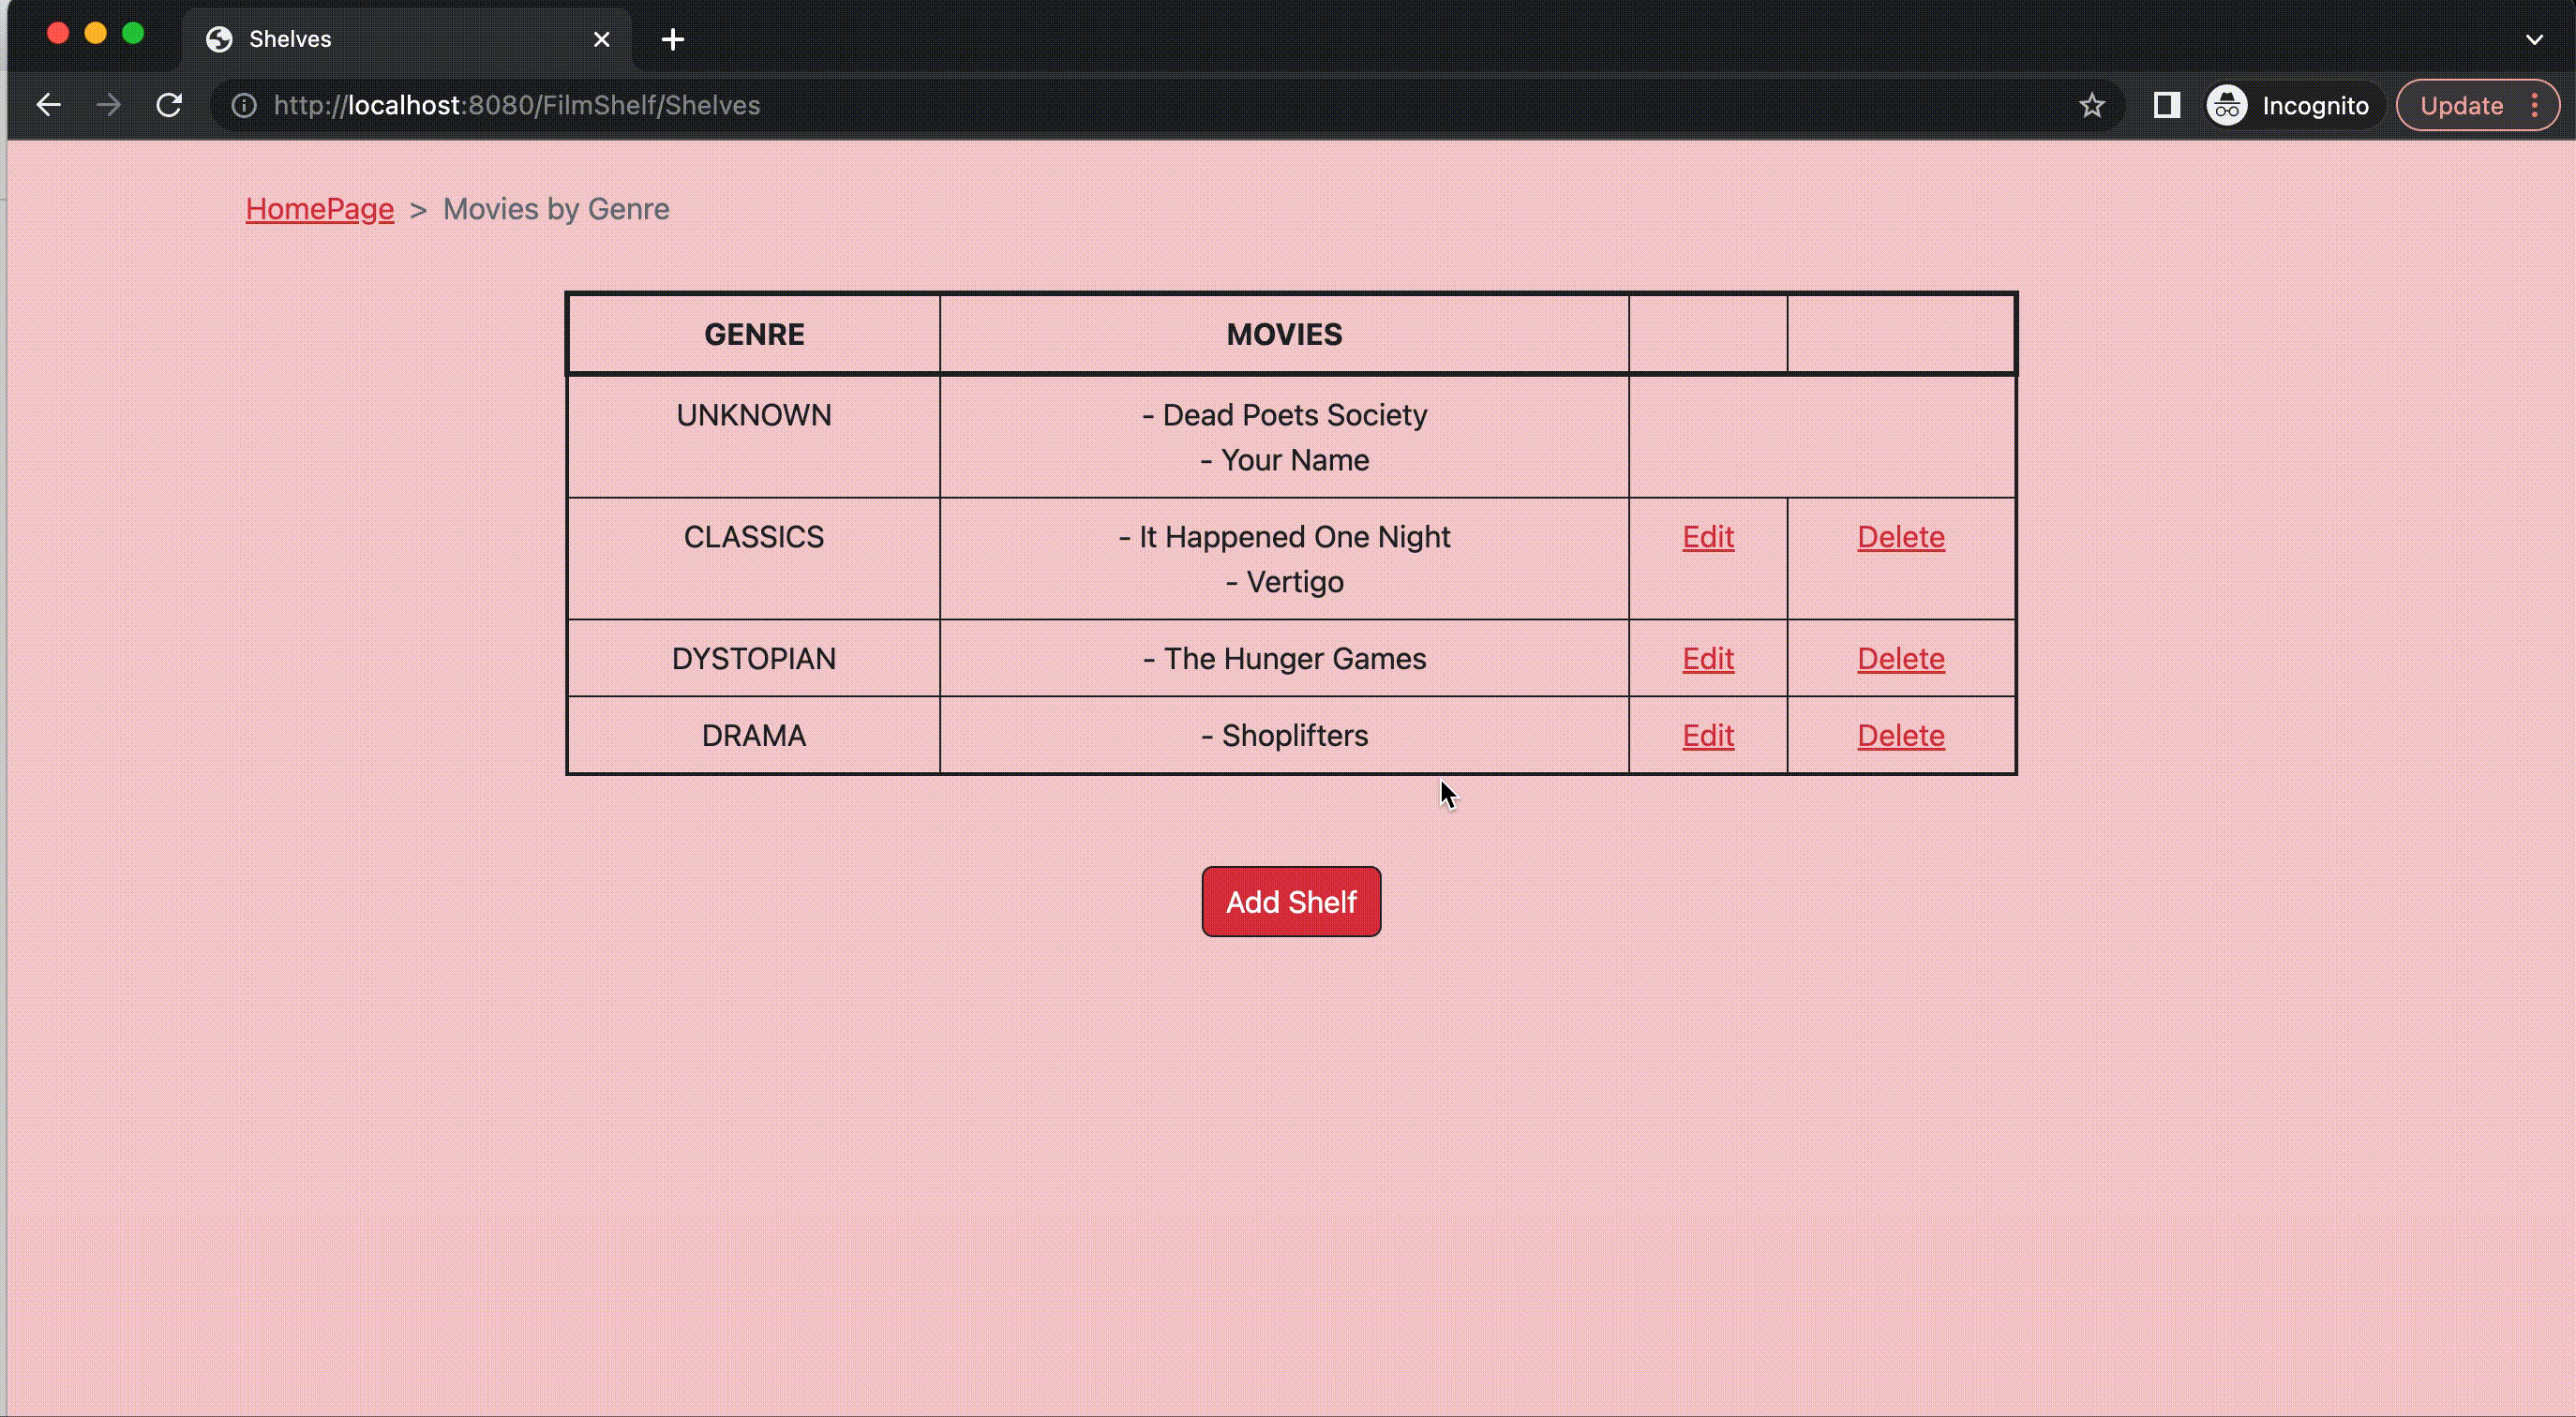 Shelves
http://localhost:8080/FilmShelf/Shelves
Incognito
Update
HomePage > Movies by Genre
GENRE MOVIES
UNKNOWN - Dead Poets Society
- Your Name
CLASSICS - It Happened One Night Edit Delete
- Vertigo
DYSTOPIAN - The Hunger Games Edit Delete
DRAMA - Shoplifters Edit Delete
Add Shelf